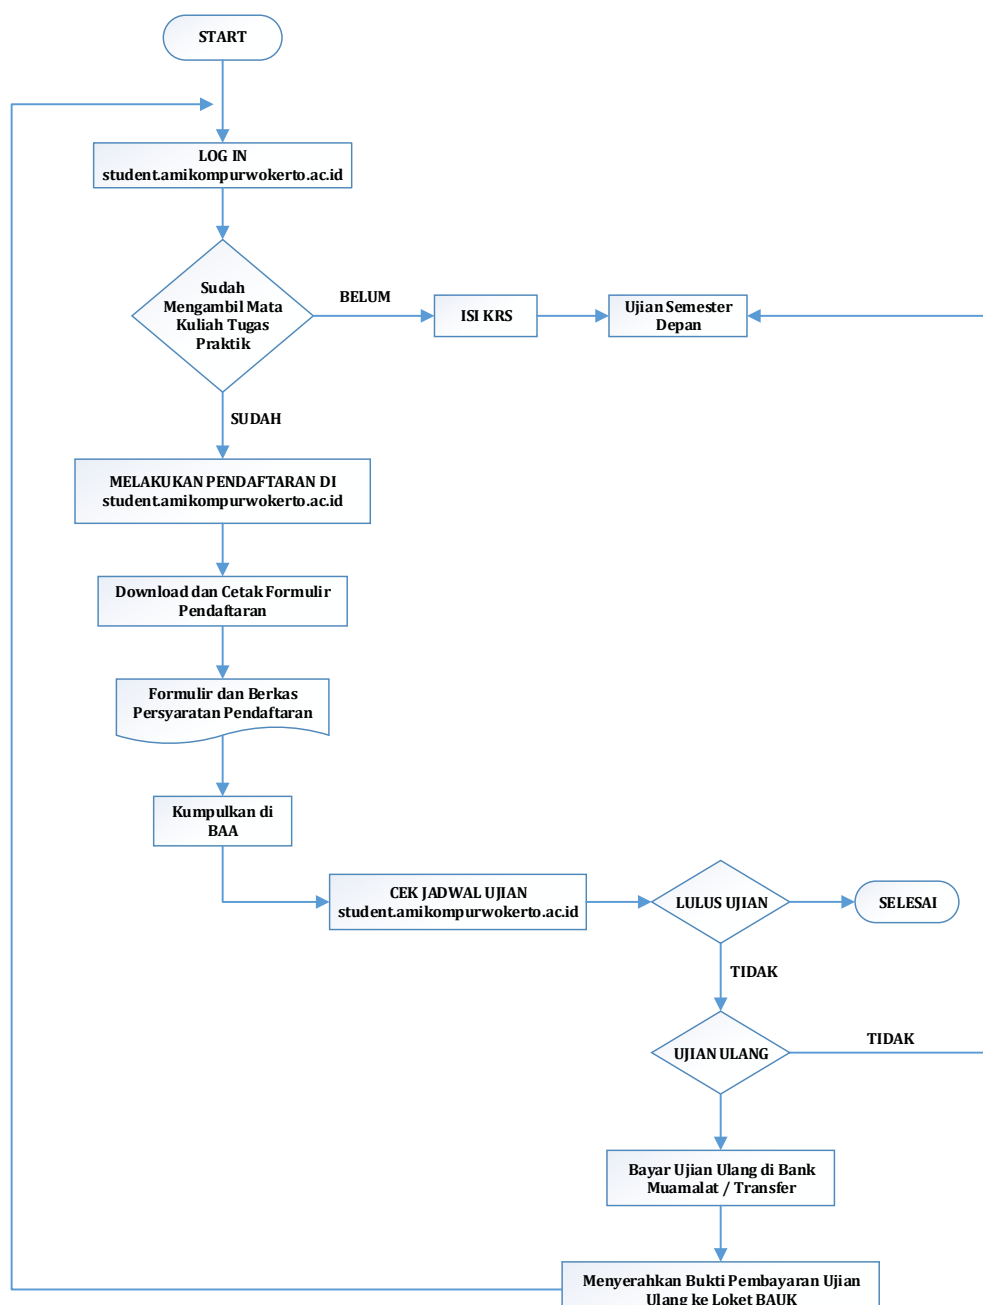 START
LOG IN
student.amikompurwokerto.ac.id
Sudah
Mengambil Mata
Kuliah Tugas
Praktik
BELUM
ISI KRS
Ujian Semester
Depan
SUDAH
MELAKUKAN PENDAFTARAN DI
student.amikompurwokerto.ac.id
Download dan Cetak Formulir
Pendaftaran
Formulir dan Berkas
Persyaratan Pendaftaran
Kumpulkan di
BAA
CEK JADWAL UJIAN
student.amikompurwokerto.ac.id
LULUS UJIAN
SELESAI
TIDAK
UJIAN ULANG
TIDAK
Bayar Ujian Ulang di Bank
Muamalat / Transfer
Menyerahkan Bukti Pembayaran Ujian
Ulang ke Loket BAUK